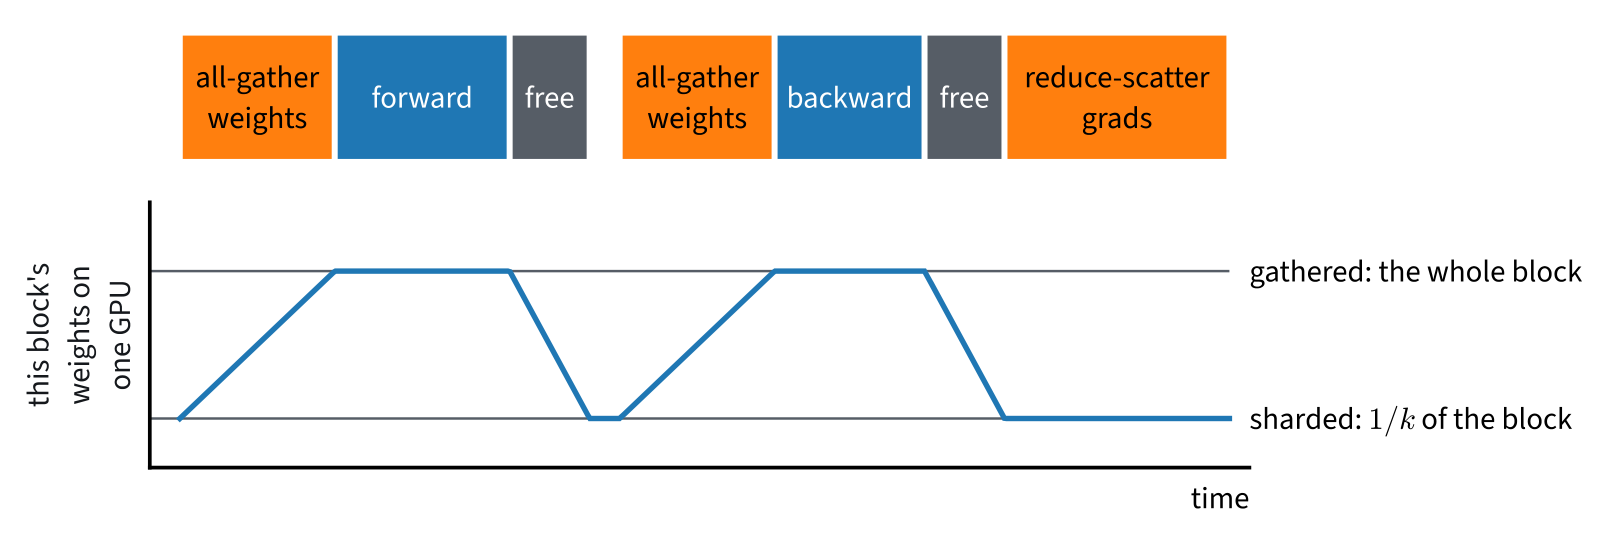 all-gather
weights
forward
free
all-gather
weights
backward
free
reduce-scatter
grads
this block's
weights on
one GPU
gathered: the whole block
sharded: 1/k of the block
time